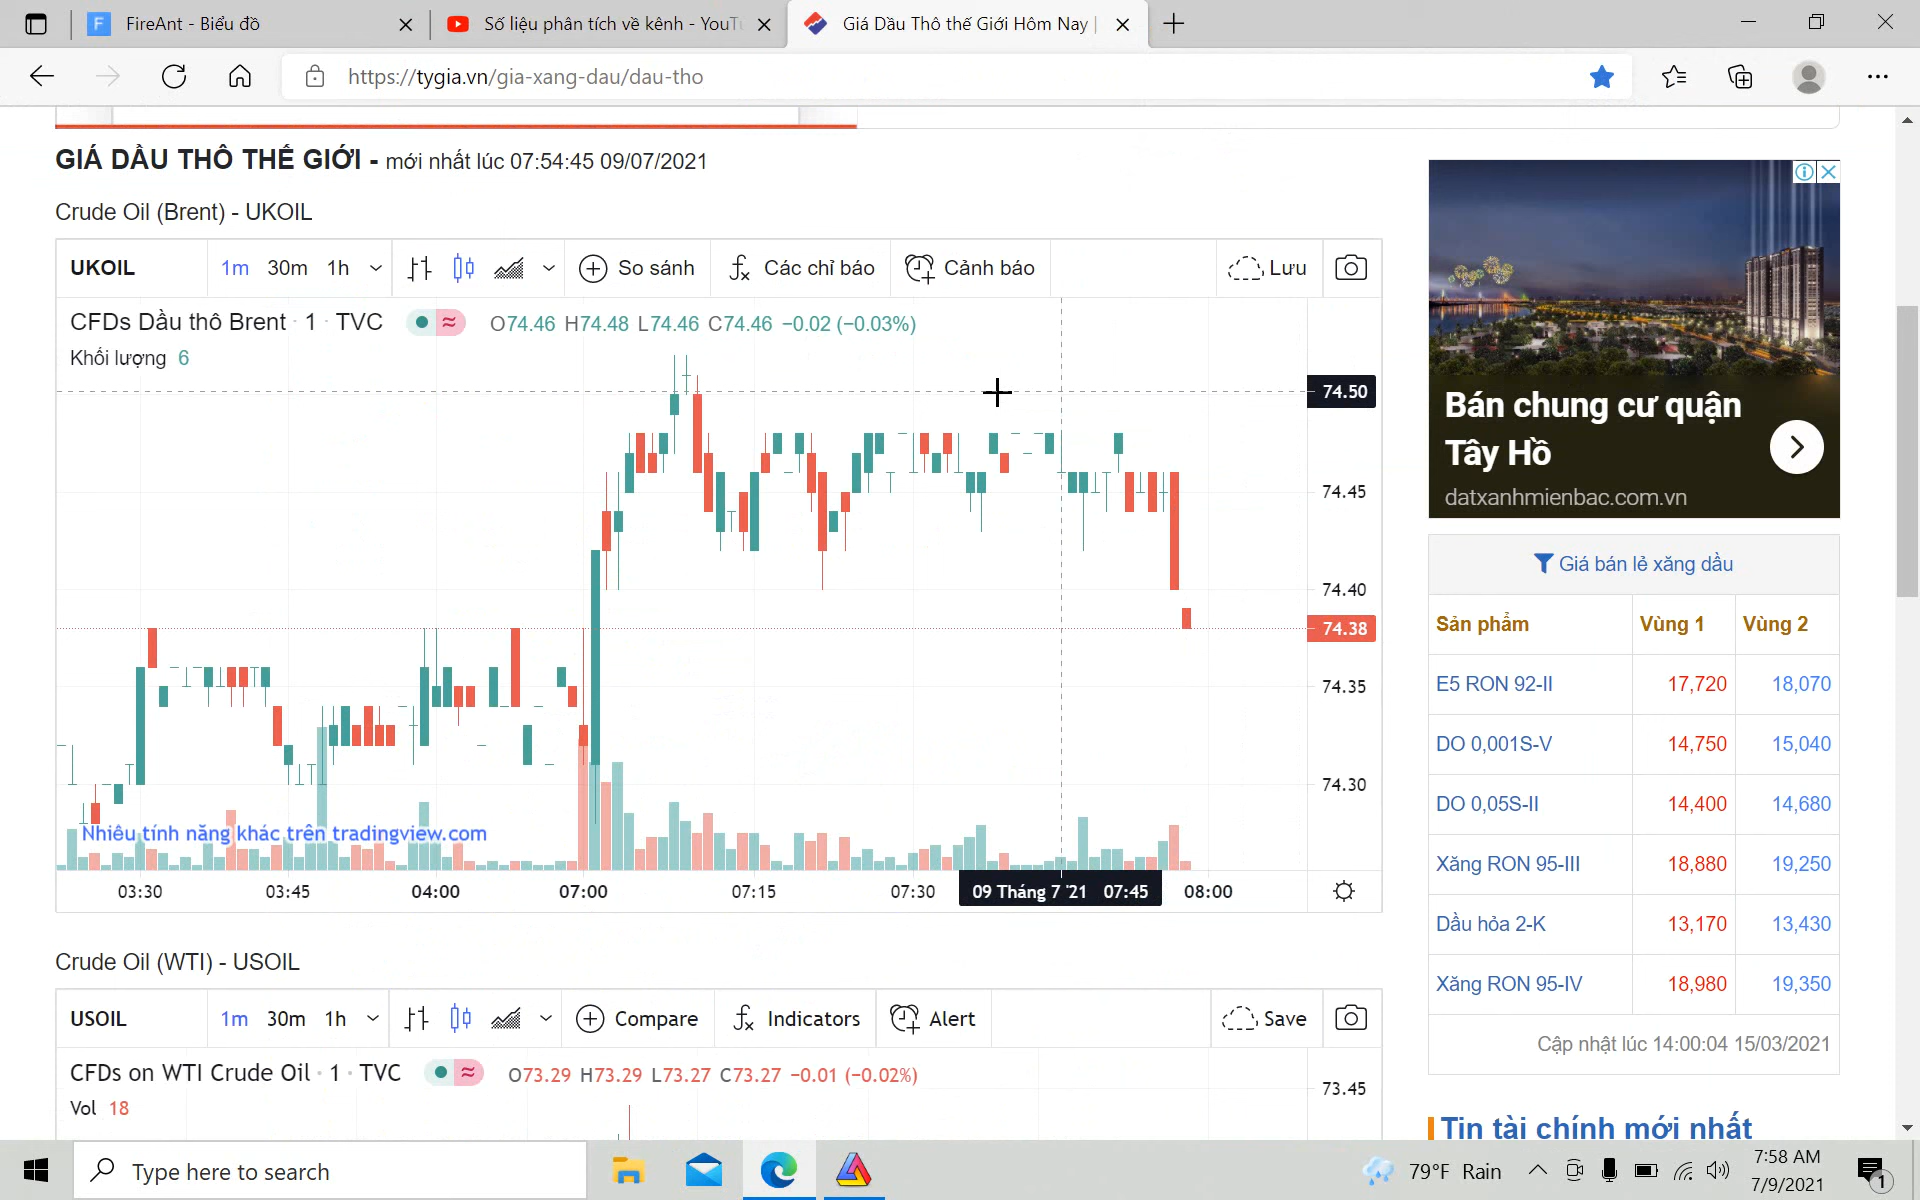 FireAnt - Biểu đồ
Số liệu phân tích về kênh - YouTu
Giá Dầu Thô thế Giới Hôm Nay |
https://tygia.vn/gia-xang-dau/dau-tho
GIÁ DẦU THÔ THẾ GIỚI - mới nhất lúc 07:54:45 09/07/2021
Crude Oil (Brent) - UKOIL
UKOIL 1m 30m 1h So sánh Các chỉ báo Cảnh báo Lưu
CFDs Dầu thô Brent · 1 · TVC O74.46 H74.48 L74.46 C74.46 −0.02 (−0.03%)
Khối lượng 6
74.50
74.45
74.40
74.38
74.35
74.30
Nhiều tính năng khác trên tradingview.com
03:30 03:45 04:00 07:00 07:15 07:30 09 Tháng 7 '21 07:45 08:00
Crude Oil (WTI) - USOIL
USOIL 1m 30m 1h Compare Indicators Alert Save
CFDs on WTI Crude Oil · 1 · TVC O73.29 H73.29 L73.27 C73.27 −0.01 (−0.02%)
Vol 18
73.45
Bán chung cư quận
Tây Hồ
datxanhmienbac.com.vn
Giá bán lẻ xăng dầu
Sản phẩm Vùng 1 Vùng 2
E5 RON 92-II 17,720 18,070
DO 0,001S-V 14,750 15,040
DO 0,05S-II 14,400 14,680
Xăng RON 95-III 18,880 19,250
Dầu hỏa 2-K 13,170 13,430
Xăng RON 95-IV 18,980 19,350
Cập nhật lúc 14:00:04 15/03/2021
Tin tài chính mới nhất
Type here to search
79°F Rain
7:58 AM
7/9/2021
1